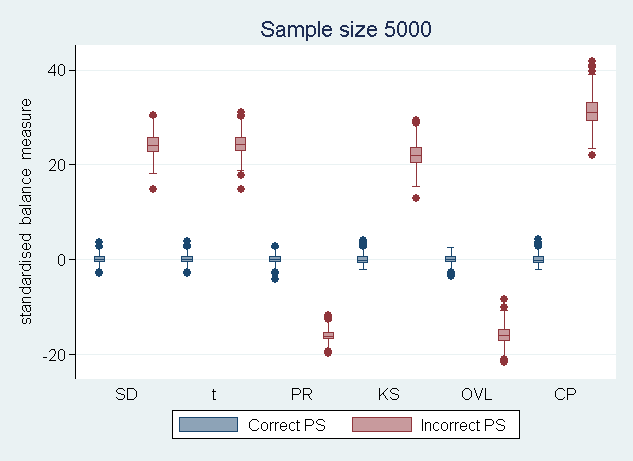 Sample size 5000
standardised balance measure
40
20
0
-20
SD t PR KS OVL CP
Correct PS Incorrect PS